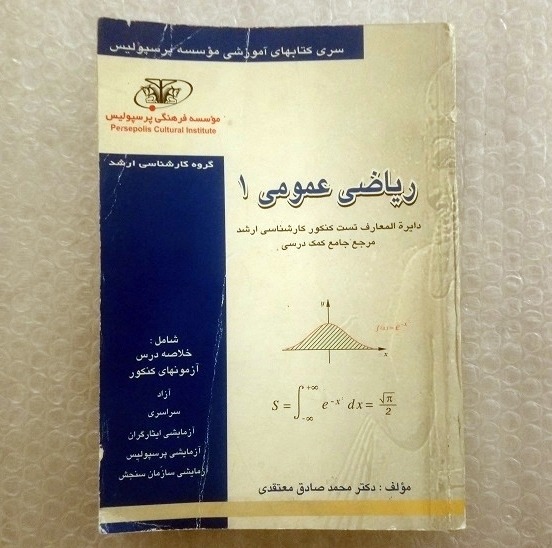 سری کتابهای آموزشی مؤسسه پرسپولیس
مؤسسه فرهنگی پرسپولیس
Persepolis Cultural Institute
گروه کارشناسی ارشد
ریاضی عمومی ۱
دایرة المعارف تست کنکور کارشناسی ارشد
مرجع جامع کمک درسی
y
x
S = ∫_{-∞}^{+∞} e^{-x²} dx = √π / 2
شامل :
خلاصه درس
آزمونهای کنکور
آزاد
سراسری
آزمایشی ایثارگران
آزمایشی پرسپولیس
آزمایشی سازمان سنجش
مؤلف : دکتر محمد صادق معتقدی